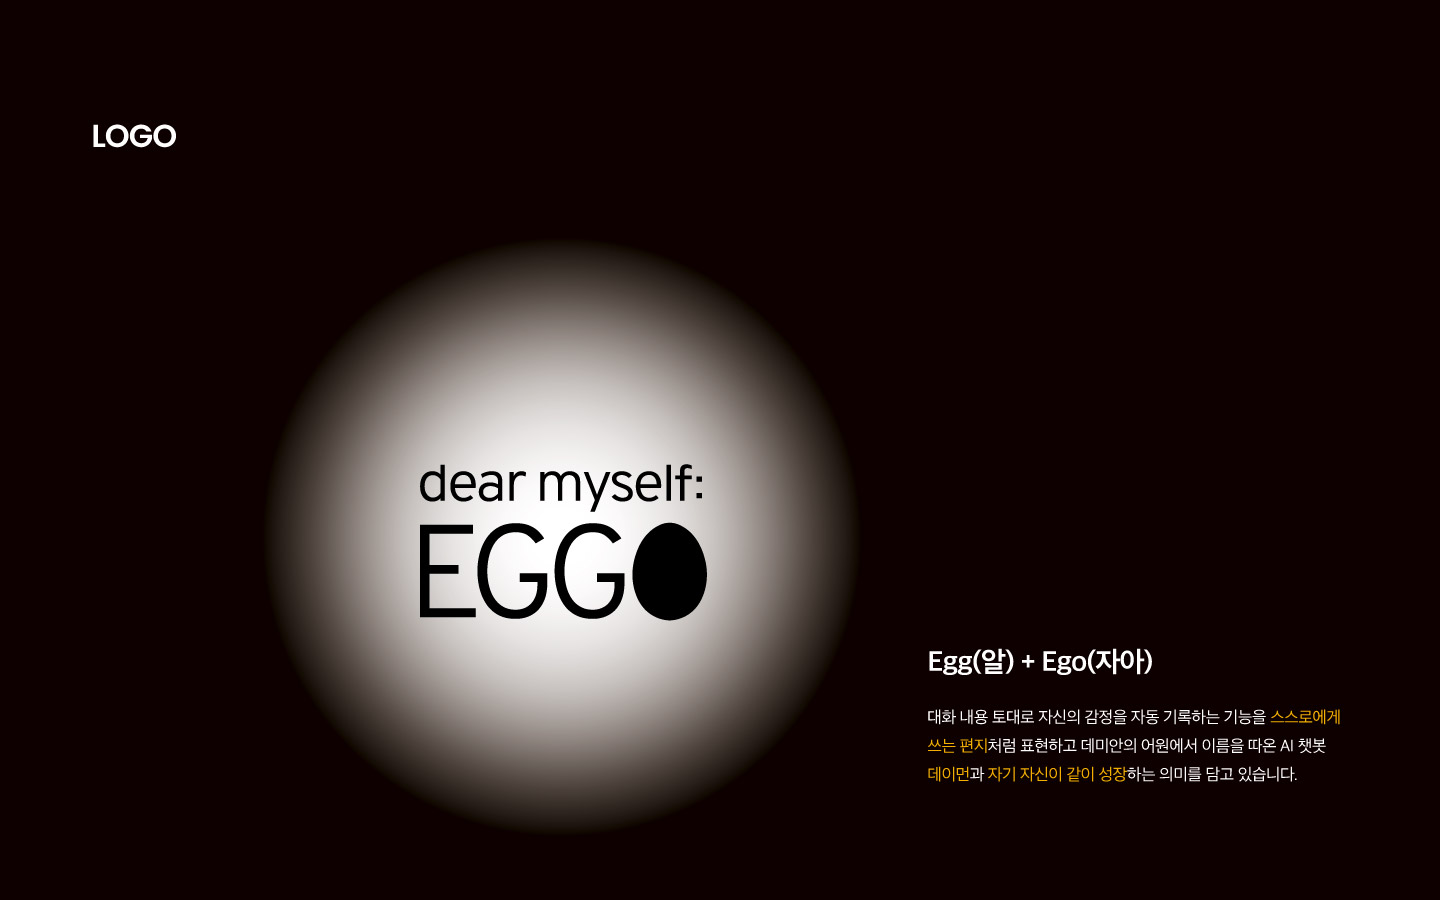 LOGO
dear myself:
EGGO
Egg(알) + Ego(자아)
대화 내용 토대로 자신의 감정을 자동 기록하는 기능을 스스로에게
쓰는 편지처럼 표현하고 데미안의 어원에서 이름을 따온 AI 챗봇
데이먼과 자기 자신이 같이 성장하는 의미를 담고 있습니다.